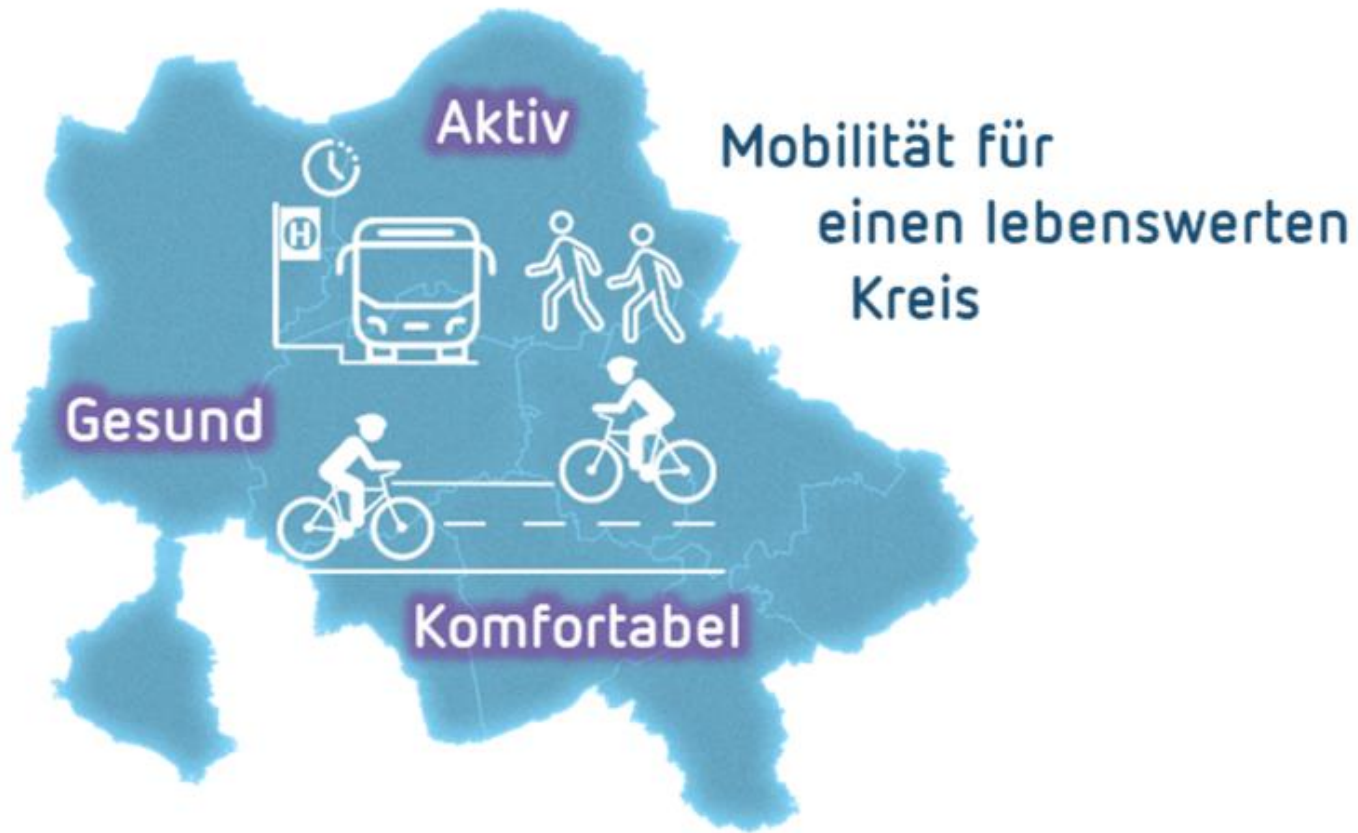 Aktiv
Mobilität für
einen lebenswerten
Kreis
H
Gesund
Komfortabel